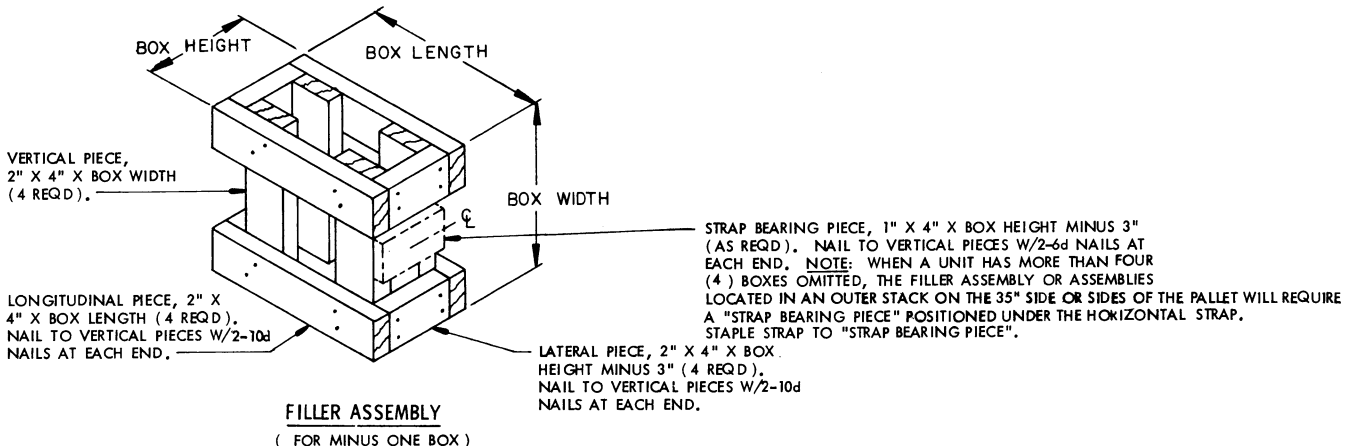 BOX HEIGHT
BOX LENGTH
VERTICAL PIECE,
2" X 4" X BOX WIDTH
(4 REQD).
BOX WIDTH
℄
STRAP BEARING PIECE, 1" X 4" X BOX HEIGHT MINUS 3"
(AS REQD). NAIL TO VERTICAL PIECES W/2-6d NAILS AT
EACH END. NOTE: WHEN A UNIT HAS MORE THAN FOUR
(4) BOXES OMITTED, THE FILLER ASSEMBLY OR ASSEMBLIES
LOCATED IN AN OUTER STACK ON THE 35" SIDE OR SIDES OF THE PALLET WILL REQUIRE
A "STRAP BEARING PIECE" POSITIONED UNDER THE HORIZONTAL STRAP.
STAPLE STRAP TO "STRAP BEARING PIECE".
LONGITUDINAL PIECE, 2" X
4" X BOX LENGTH (4 REQD).
NAIL TO VERTICAL PIECES W/2-10d
NAILS AT EACH END.
LATERAL PIECE, 2" X 4" X BOX
HEIGHT MINUS 3" (4 REQD).
NAIL TO VERTICAL PIECES W/2-10d
NAILS AT EACH END.
FILLER ASSEMBLY
( FOR MINUS ONE BOX )